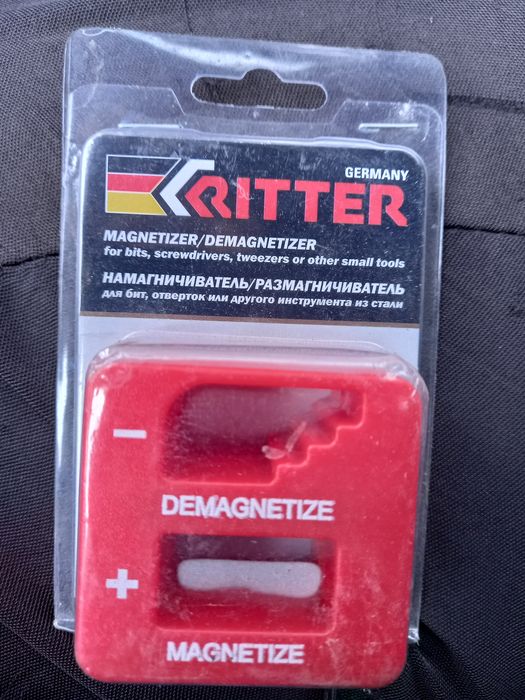 GERMANY
RITTER
MAGNETIZER/DEMAGNETIZER
for bits, screwdrivers, tweezers or other small tools
НАМАГНИЧИВАТЕЛЬ/РАЗМАГНИЧИВАТЕЛЬ
для бит, отверток или другого инструмента из стали
−
DEMAGNETIZE
+
MAGNETIZE